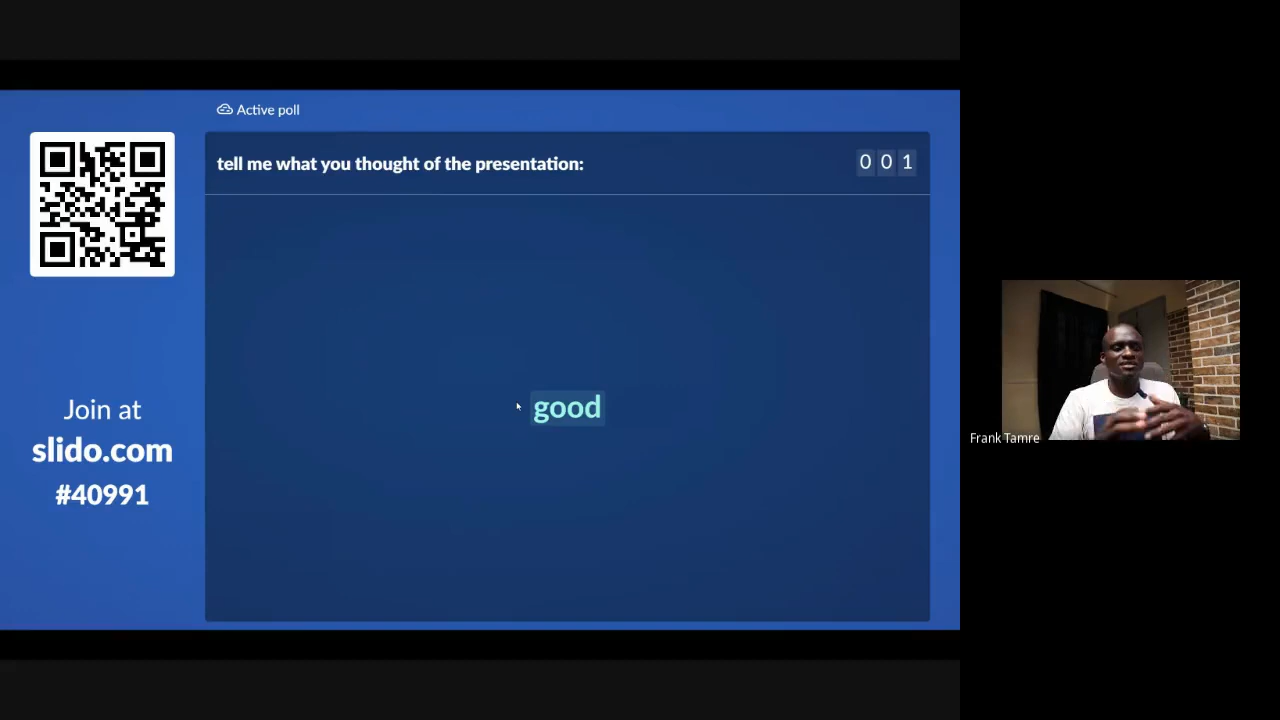 Active poll
tell me what you thought of the presentation:
0 0 1
good
Join at
slido.com
#40991
Frank Tamre